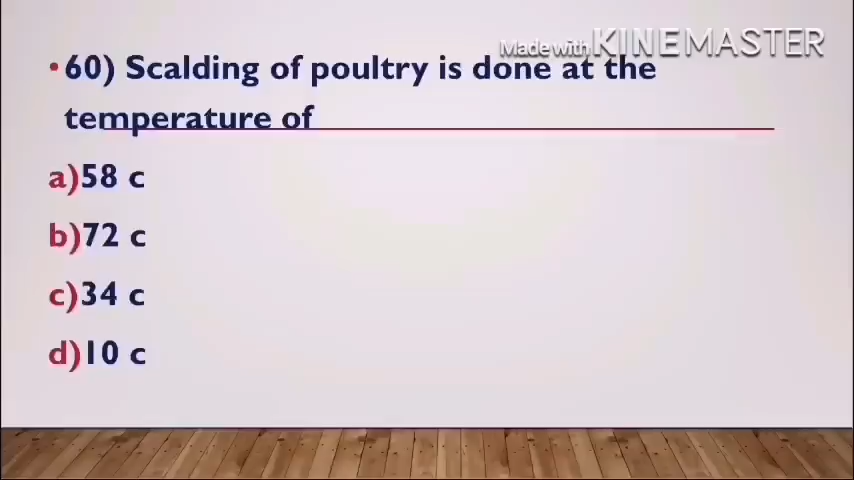 Made with KINEMASTER
•60) Scalding of poultry is done at the
temperature of
a)58 c
b)72 c
c)34 c
d)10 c